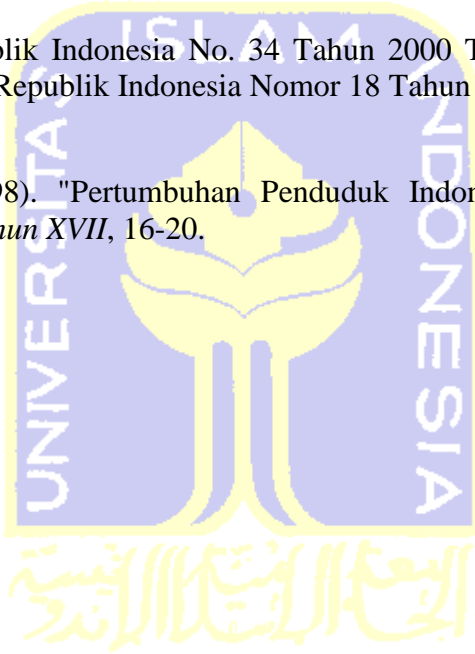 blik Indonesia No. 34 Tahun 2000 T
Republik Indonesia Nomor 18 Tahun
98). "Pertumbuhan Penduduk Indon
hun XVII, 16-20.
ISLAM
UNIVERSITAS
INDONESIA